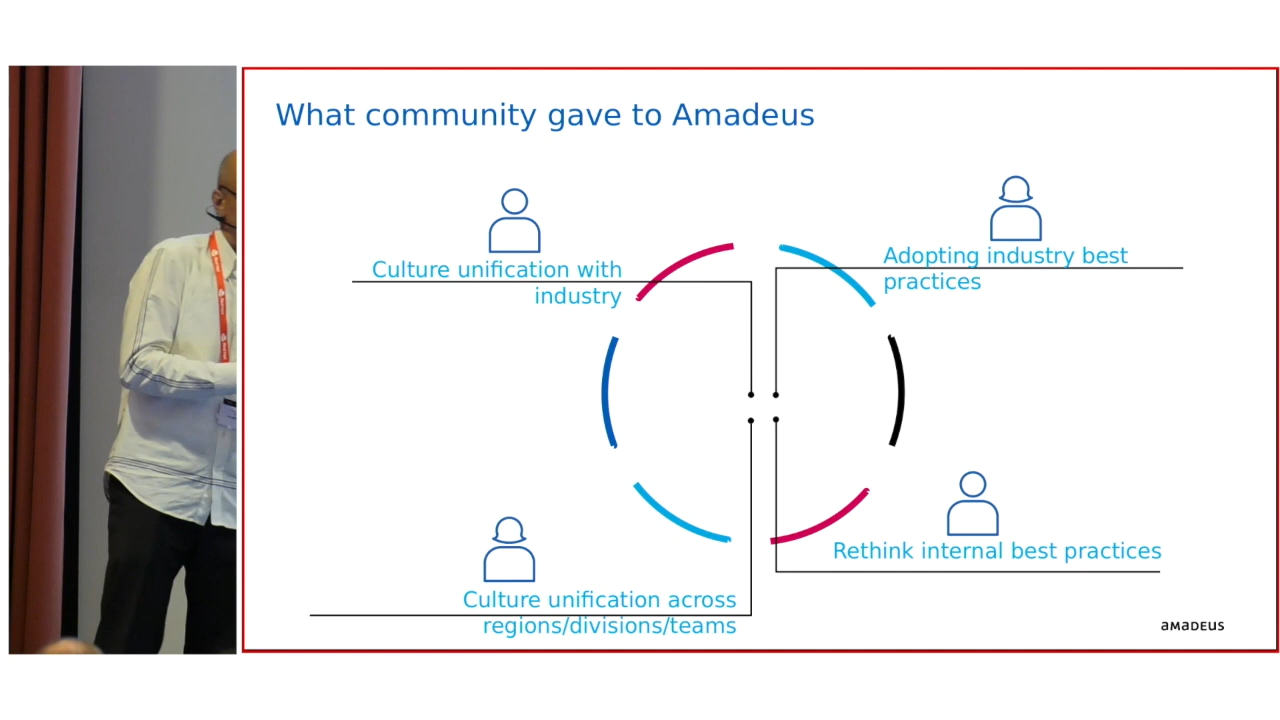 What community gave to Amadeus
Culture unification with
industry
Adopting industry best
practices
Rethink internal best practices
Culture unification across
regions/divisions/teams
amadeus